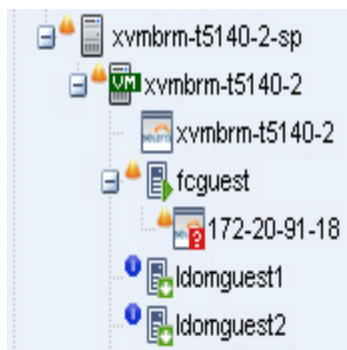 xvmbrm-t5140-2-sp
VM xvmbrm-t5140-2
xvmbrm-t5140-2
fcguest
? 172-20-91-18
ldomguest1
ldomguest2